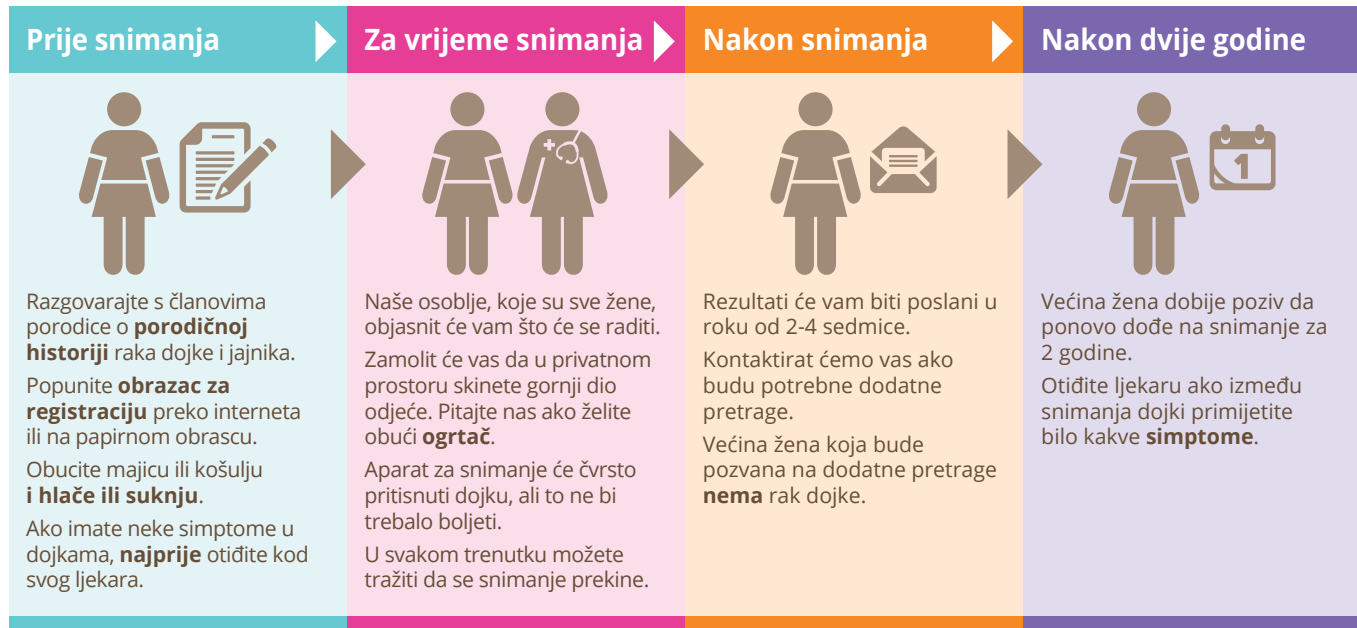 Prije snimanja
Razgovarajte s članovima
porodice o porodičnoj
historiji raka dojke i jajnika.
Popunite obrazac za
registraciju preko interneta
ili na papirnom obrascu.
Obucite majicu ili košulju
i hlače ili suknju.
Ako imate neke simptome u
dojkama, najprije otiđite kod
svog ljekara.
Za vrijeme snimanja
Naše osoblje, koje su sve žene,
objasnit će vam što će se raditi.
Zamolit će vas da u privatnom
prostoru skinete gornji dio
odjeće. Pitajte nas ako želite
obući ogrtač.
Aparat za snimanje će čvrsto
pritisnuti dojku, ali to ne bi
trebalo boljeti.
U svakom trenutku možete
tražiti da se snimanje prekine.
Nakon snimanja
Rezultati će vam biti poslani u
roku od 2-4 sedmice.
Kontaktirat ćemo vas ako
budu potrebne dodatne
pretrage.
Većina žena koja bude
pozvana na dodatne pretrage
nema rak dojke.
Nakon dvije godine
1
Većina žena dobije poziv da
ponovo dođe na snimanje za
2 godine.
Otiđite ljekaru ako između
snimanja dojki primijetite
bilo kakve simptome.